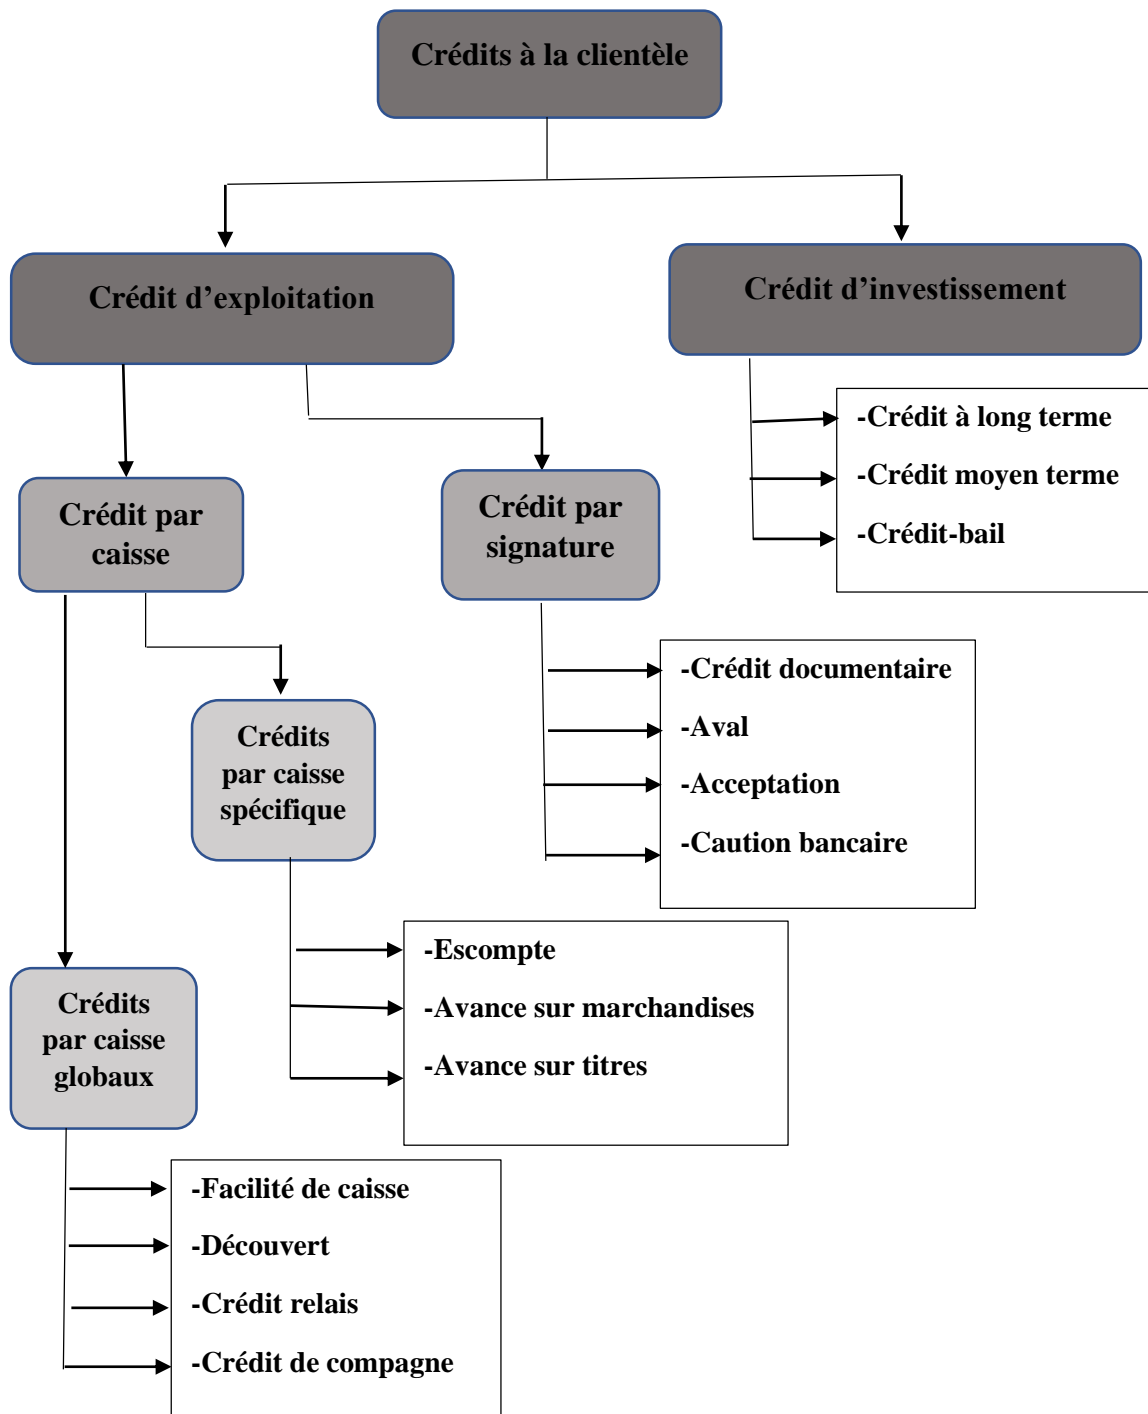 Crédits à la clientèle
Crédit d’exploitation
Crédit d’investissement
-Crédit à long terme
-Crédit moyen terme
-Crédit-bail
Crédit par
caisse
Crédit par
signature
-Crédit documentaire
-Aval
-Acceptation
-Caution bancaire
Crédits
par caisse
spécifique
-Escompte
-Avance sur marchandises
-Avance sur titres
Crédits
par caisse
globaux
-Facilité de caisse
-Découvert
-Crédit relais
-Crédit de compagne